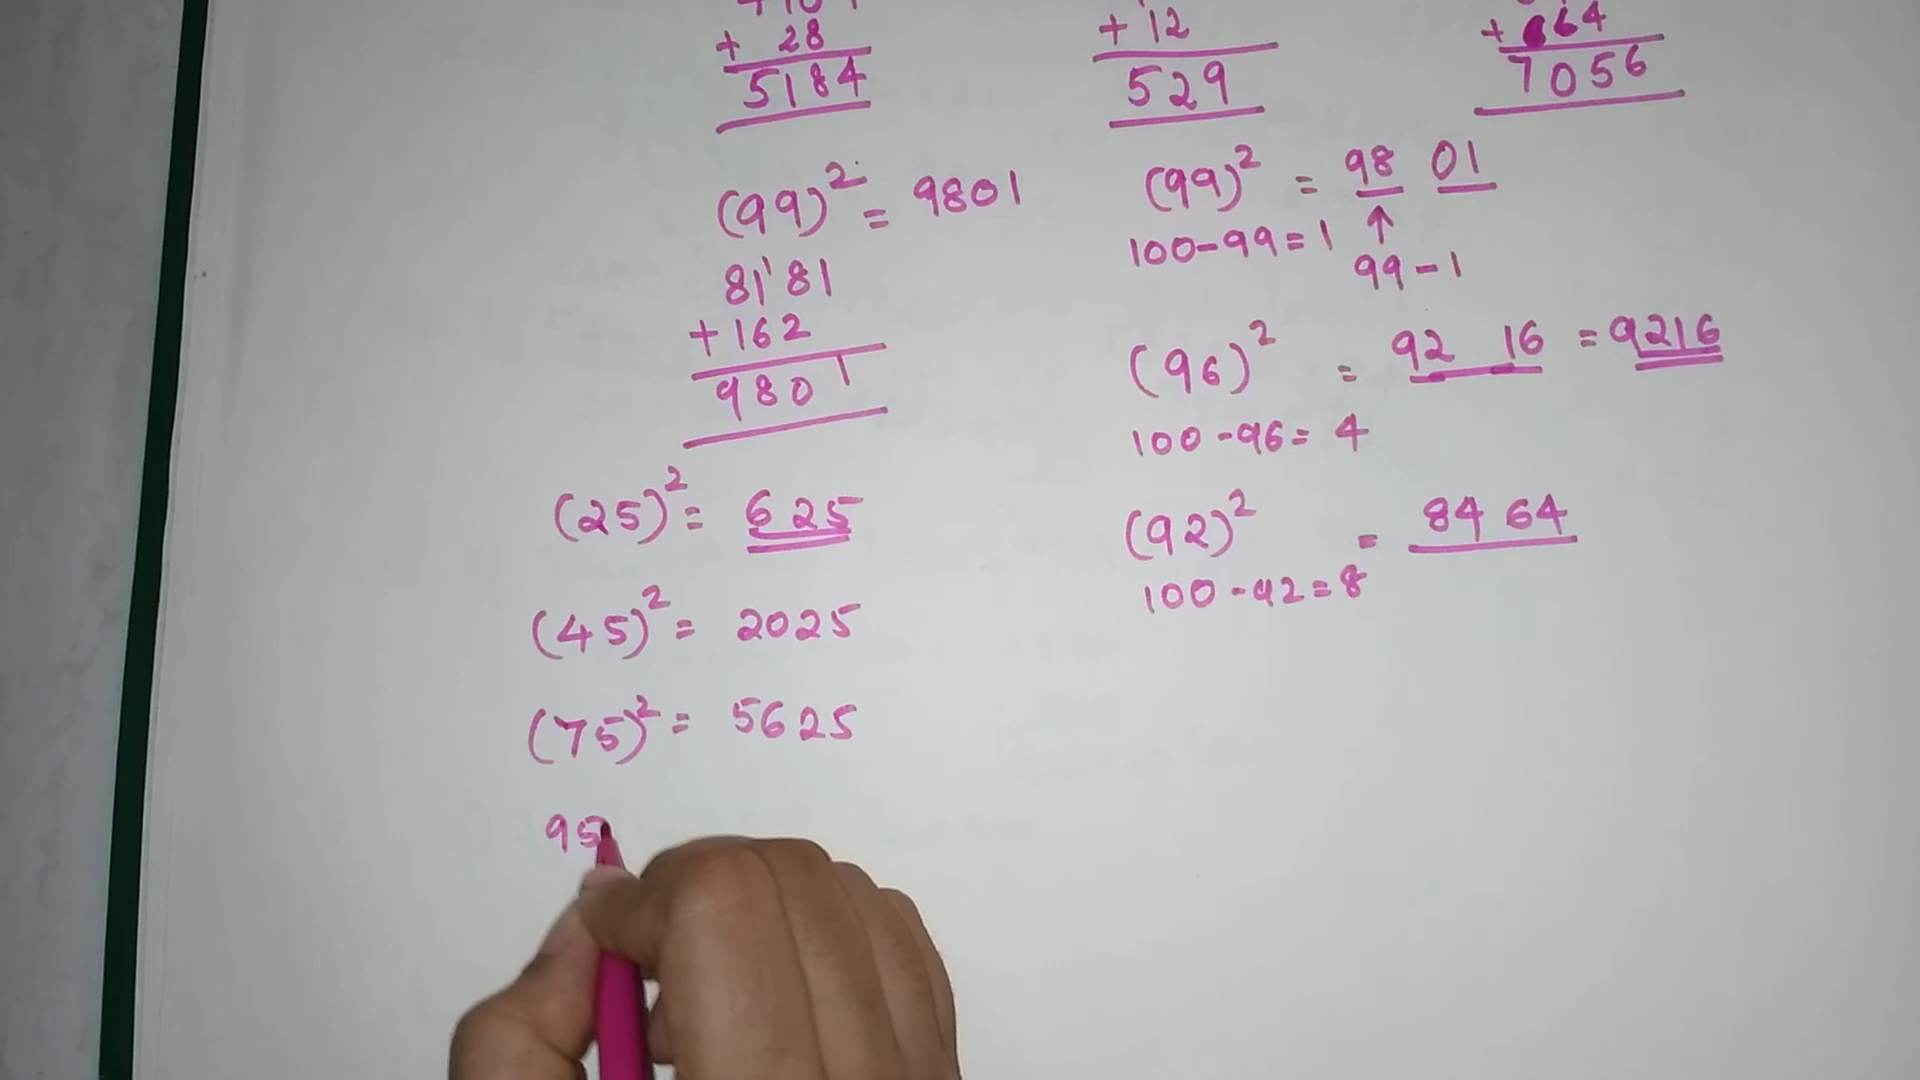 + 28
5184
+ 12
529
+ 664
7056
(99)² = 9801
8181
+162
9801
(99)² = 98 01
100-99=1 ↑
99-1
(96)² = 92 16 = 9216
100-96= 4
(25)² = 625
(92)² = 84 64
100-92=8
(45)² = 2025
(75)² = 5625
95